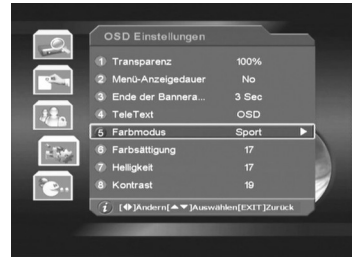 OSD Einstellungen
1 Transparenz 100%
2 Menü-Anzeigedauer No
3 Ende der Bannera... 3 Sec
4 TeleText OSD
5 Farbmodus Sport
6 Farbsättigung 17
7 Helligkeit 17
8 Kontrast 19
i [◀▶]Andern[▲▼]Auswählen[EXIT]Zurück